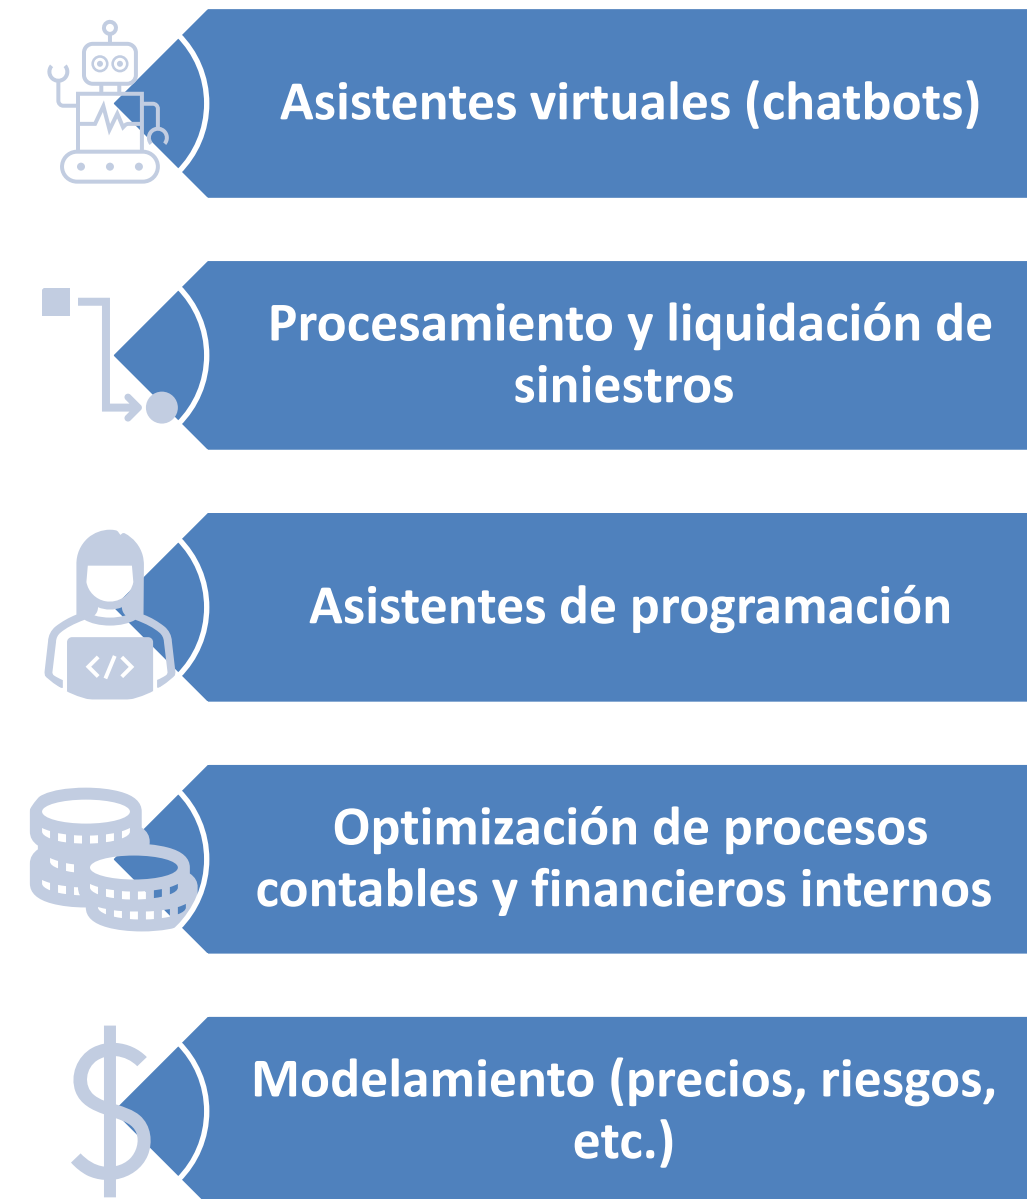 Asistentes virtuales (chatbots)
Procesamiento y liquidación de
siniestros
</>
Asistentes de programación
Optimización de procesos
contables y financieros internos
$
Modelamiento (precios, riesgos,
etc.)